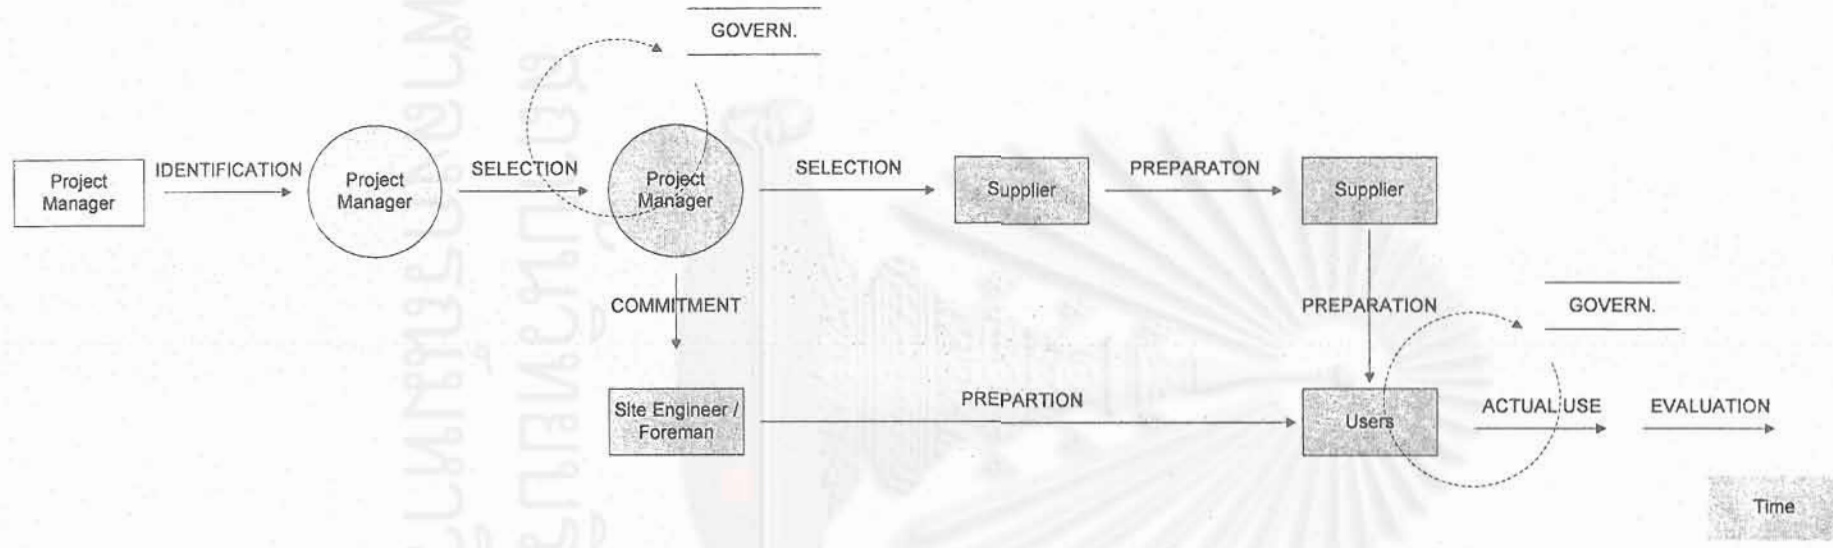 GOVERN.
IDENTIFICATION
SELECTION
SELECTION
PREPARATON
Project
Manager
Project
Manager
Project
Manager
Supplier
Supplier
COMMITMENT
PREPARATION
GOVERN.
Site Engineer /
Foreman
PREPARTION
Users
ACTUAL USE
EVALUATION
Time